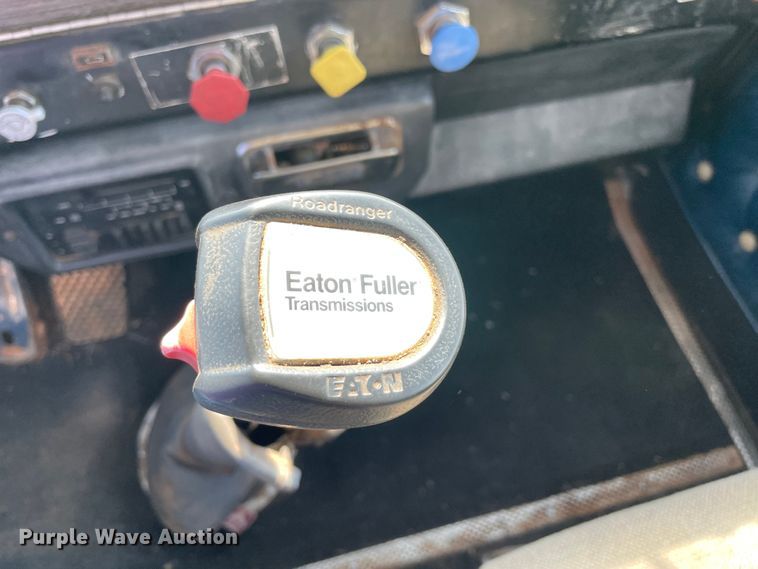 Roadranger
Eaton Fuller
Transmissions
EATON
Purple Wave Auction